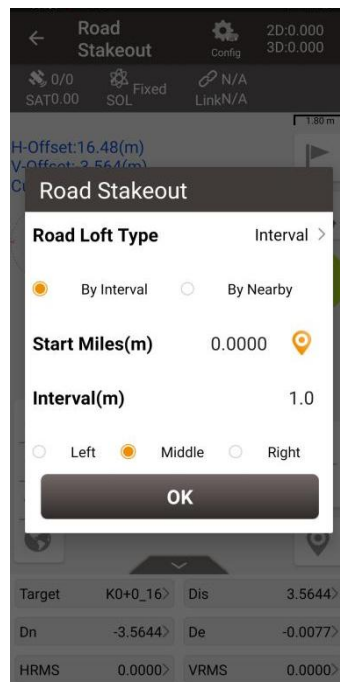 Road Stakeout
Config
2D:0.000
3D:0.000
0/0
SAT0.00
SOL Fixed
N/A
LinkN/A
1.80 m
H-Offset:16.48(m)
V-Offset:-3.564(m)
Road Stakeout
Road Loft Type Interval >
By Interval By Nearby
Start Miles(m) 0.0000
Interval(m) 1.0
Left Middle Right
OK
Target K0+0_16> Dis 3.5644>
Dn -3.5644> De -0.0077>
HRMS 0.0000> VRMS 0.0000>